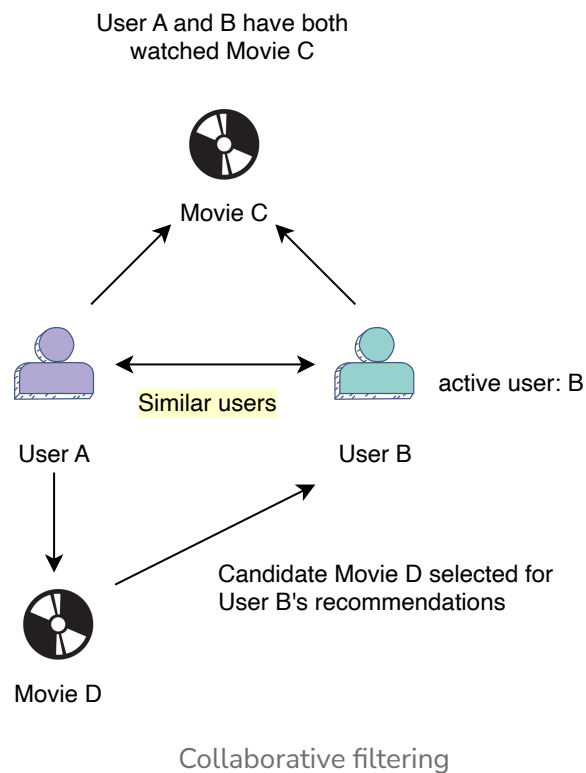 User A and B have both
watched Movie C
Movie C
Similar users
active user: B
User A
User B
Candidate Movie D selected for
User B's recommendations
Movie D
Collaborative filtering